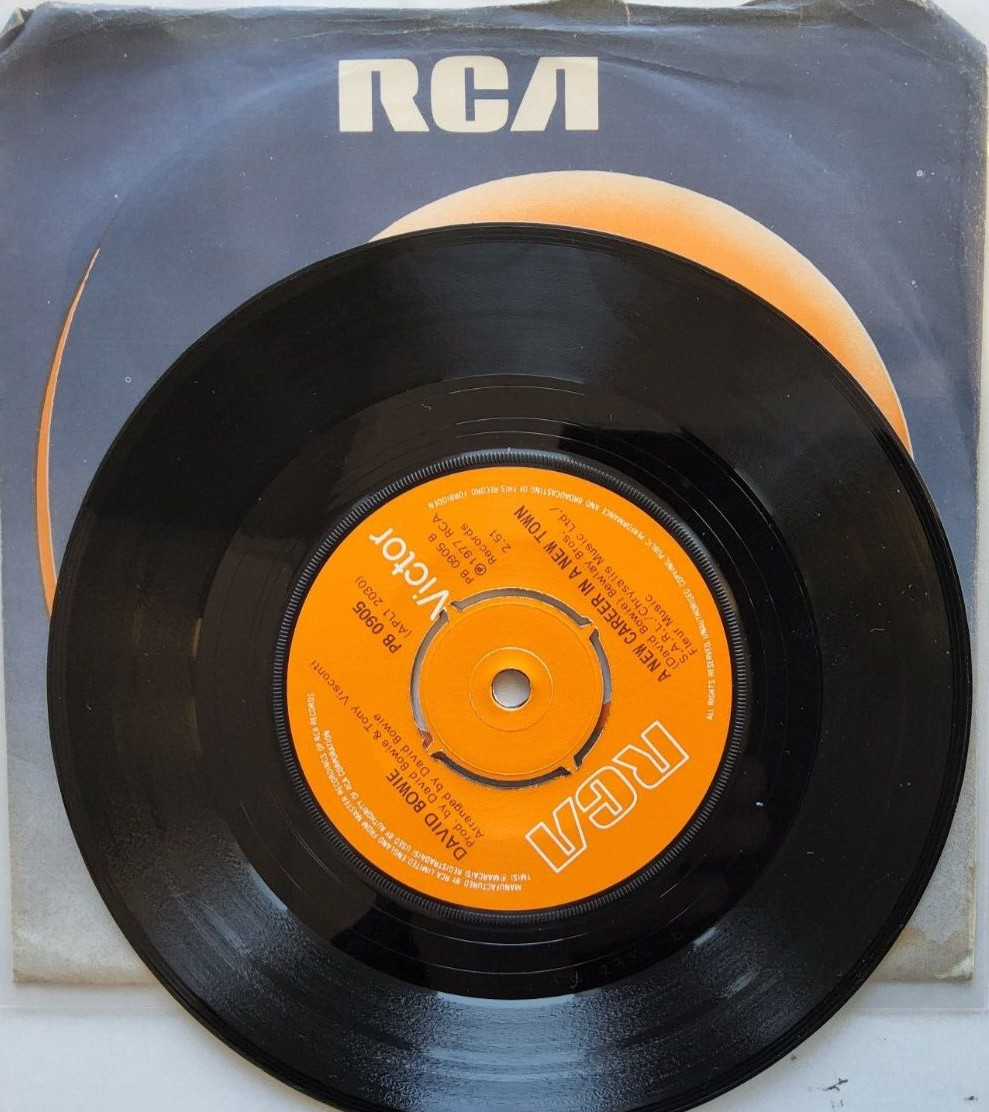 RCA
RCA
Victor
PB 0905
(APL1 2030)
PB 0905 B
℗1977 RCA
Records
2.51
A NEW CAREER IN A NEW TOWN
(David Bowie) Bewlay Bros.
S.A.R.L./Chrysalis Music Ltd./
Fleur Music
DAVID BOWIE
Prod. by David Bowie & Tony Visconti
Arranged by David Bowie
MANUFACTURED BY RCA LIMITED, ENGLAND FROM MASTER RECORDINGS OF RCA RECORDS
TM(S) ® MARCA(S) REGISTRADA(S) USED BY AUTHORITY OF RCA CORPORATION
ALL RIGHTS RESERVED. UNAUTHORISED COPYING, PUBLIC PERFORMANCE AND BROADCASTING OF THIS RECORD FORBIDDEN